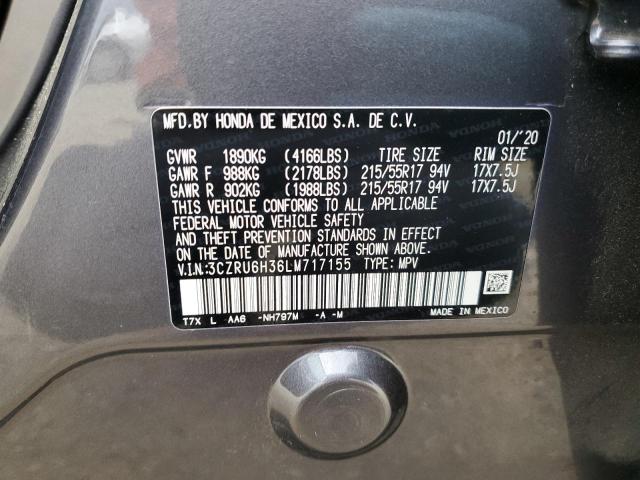 MFD.BY HONDA DE MEXICO S.A. DE C.V.
01/'20
GVWR 1890KG (4166LBS) TIRE SIZE RIM SIZE
GAWR F 988KG (2178LBS) 215/55R17 94V 17X7.5J
GAWR R 902KG (1988LBS) 215/55R17 94V 17X7.5J
THIS VEHICLE CONFORMS TO ALL APPLICABLE
FEDERAL MOTOR VEHICLE SAFETY
AND THEFT PREVENTION STANDARDS IN EFFECT
ON THE DATE OF MANUFACTURE SHOWN ABOVE.
V.I.N.:3CZRU6H36LM717155 TYPE: MPV
T7X L AA6 -NH797M -A -M MADE IN MEXICO